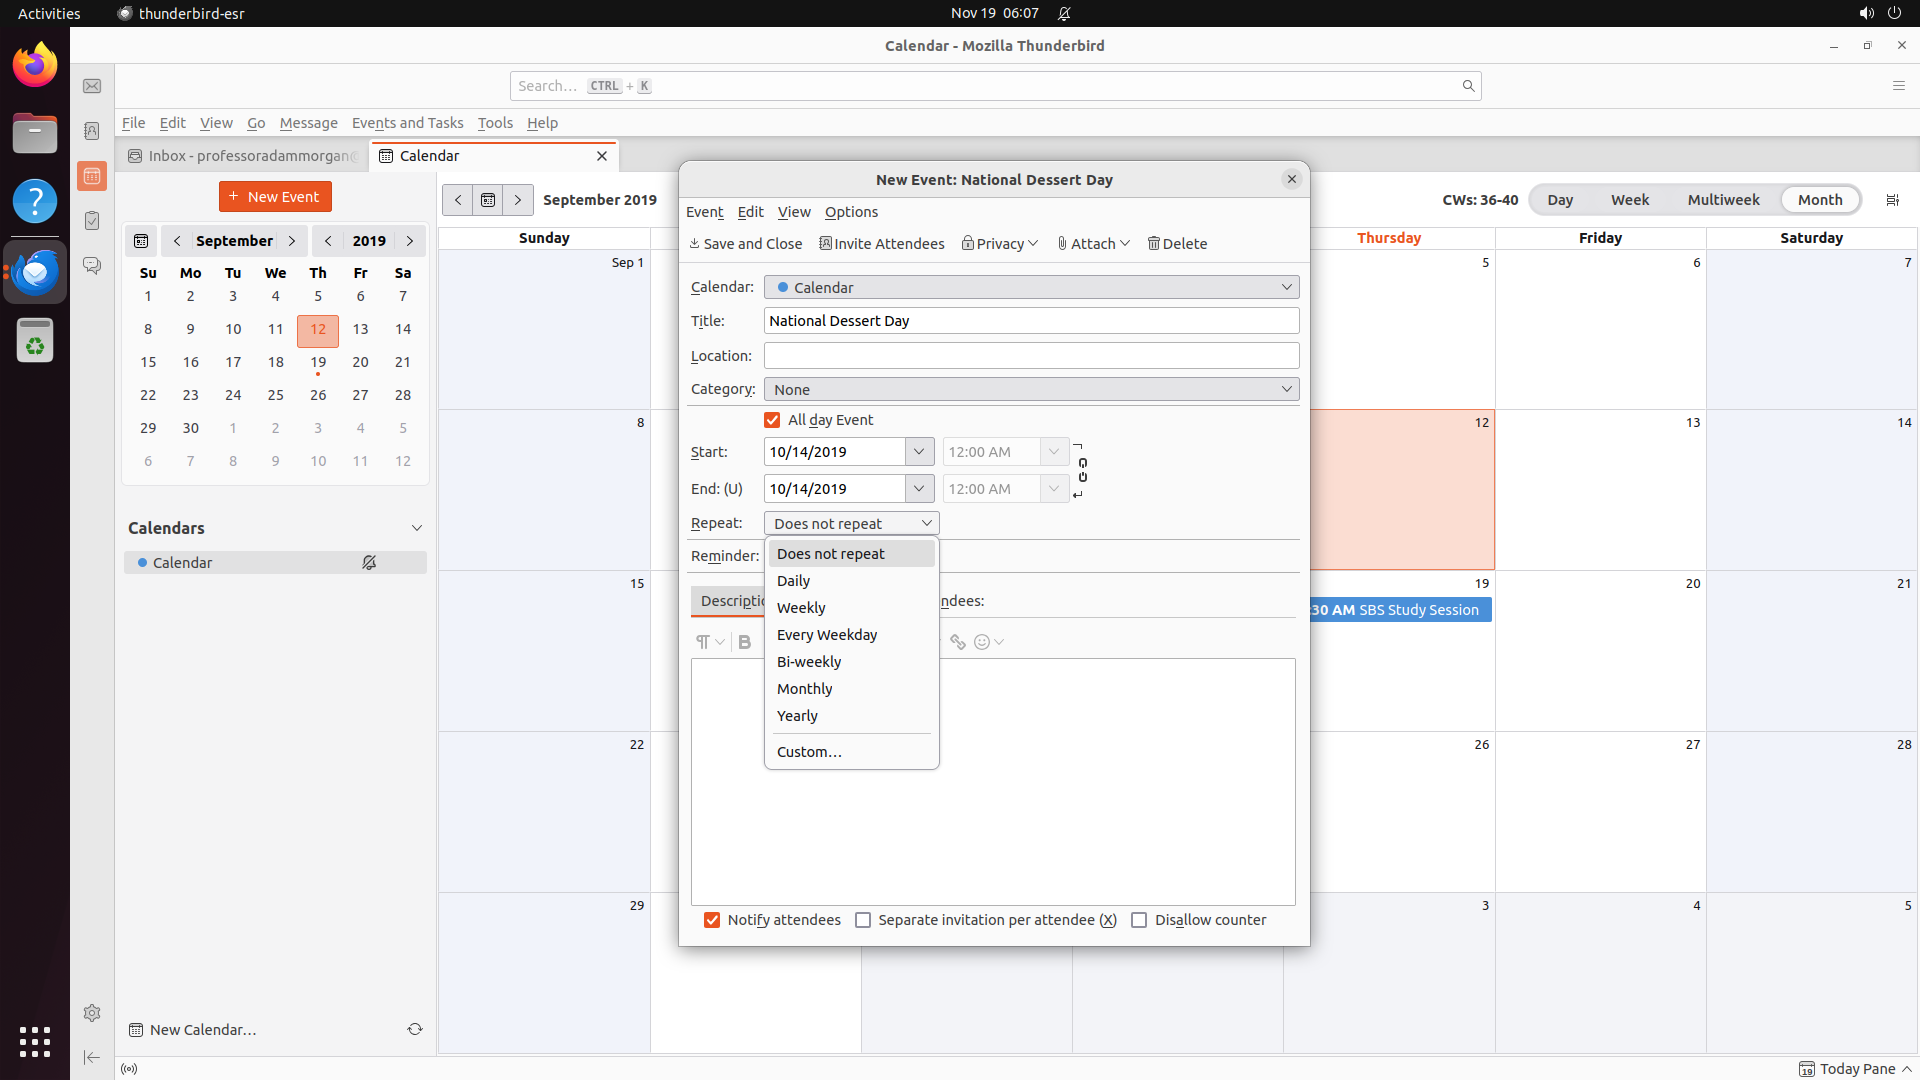 Activities
thunderbird-esr
Nov 19 06:07
Calendar - Mozilla Thunderbird
Search… CTRL + K
File Edit View Go Message Events and Tasks Tools Help
Inbox - professoradammorgan@
Calendar
New Event
September 2019
CWs: 36-40
Day Week Multiweek Month
September 2019
Su Mo Tu We Th Fr Sa
1 2 3 4 5 6 7
8 9 10 11 12 13 14
15 16 17 18 19 20 21
22 23 24 25 26 27 28
29 30 1 2 3 4 5
6 7 8 9 10 11 12
Calendars
Calendar
New Calendar…
Sunday Thursday Friday Saturday
Sep 1 5 6 7
8 12 13 14
15 19 20 21
:30 AM SBS Study Session
22 26 27 28
29 3 4 5
New Event: National Dessert Day
Event Edit View Options
Save and Close Invite Attendees Privacy Attach Delete
Calendar: Calendar
Title: National Dessert Day
Location:
Category: None
All day Event
Start: 10/14/2019 12:00 AM
End: (U) 10/14/2019 12:00 AM
Repeat: Does not repeat
Reminder:
Does not repeat
Daily
Weekly
Every Weekday
Bi-weekly
Monthly
Yearly
Custom…
Descriptio ndees:
B
Notify attendees Separate invitation per attendee (X) Disallow counter
19 Today Pane